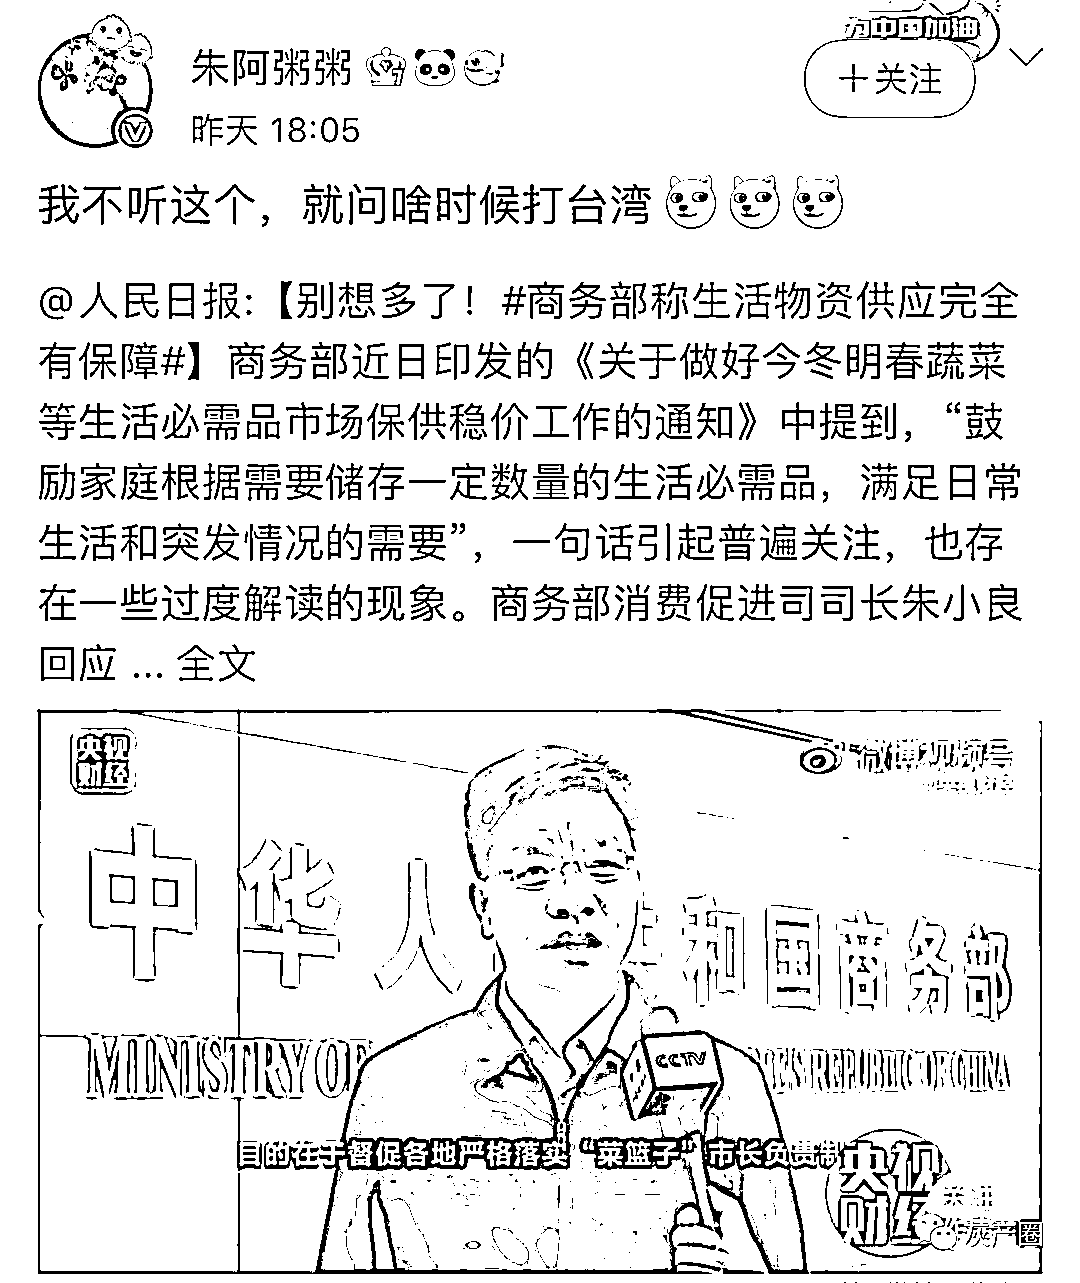 为中国加油
朱阿粥粥
十关注
昨天 18:05
我不听这个，就问啥时候打台湾
@人民日报:【别想多了！#商务部称生活物资供应完全
有保障#】商务部近日印发的《关于做好今冬明春蔬菜
等生活必需品市场保供稳价工作的通知》中提到，“鼓
励家庭根据需要储存一定数量的生活必需品，满足日常
生活和突发情况的需要”，一句话引起普遍关注，也存
在一些过度解读的现象。商务部消费促进司司长朱小良
回应 ... 全文
央视
财经
微博视频号
中华人 共和国商务部
MINISTRY OF REPUBLIC OF CHINA
CCTV
目的在于督促各地严格落实“菜篮子”市长负责制
央视
财经